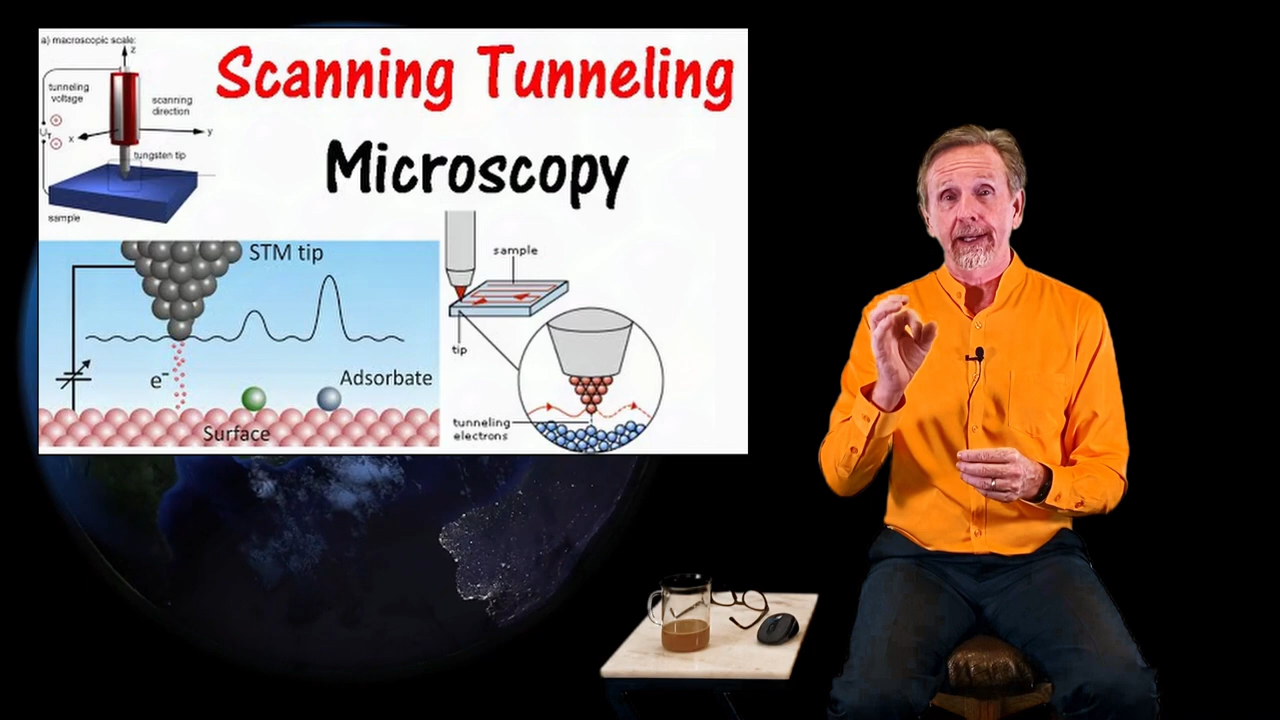 a) macroscopic scale:
z
tunneling
voltage
scanning
direction
U_T
x
y
tungsten tip
sample
Scanning Tunneling
Microscopy
STM tip
e⁻
Adsorbate
Surface
sample
tip
tunneling
electrons